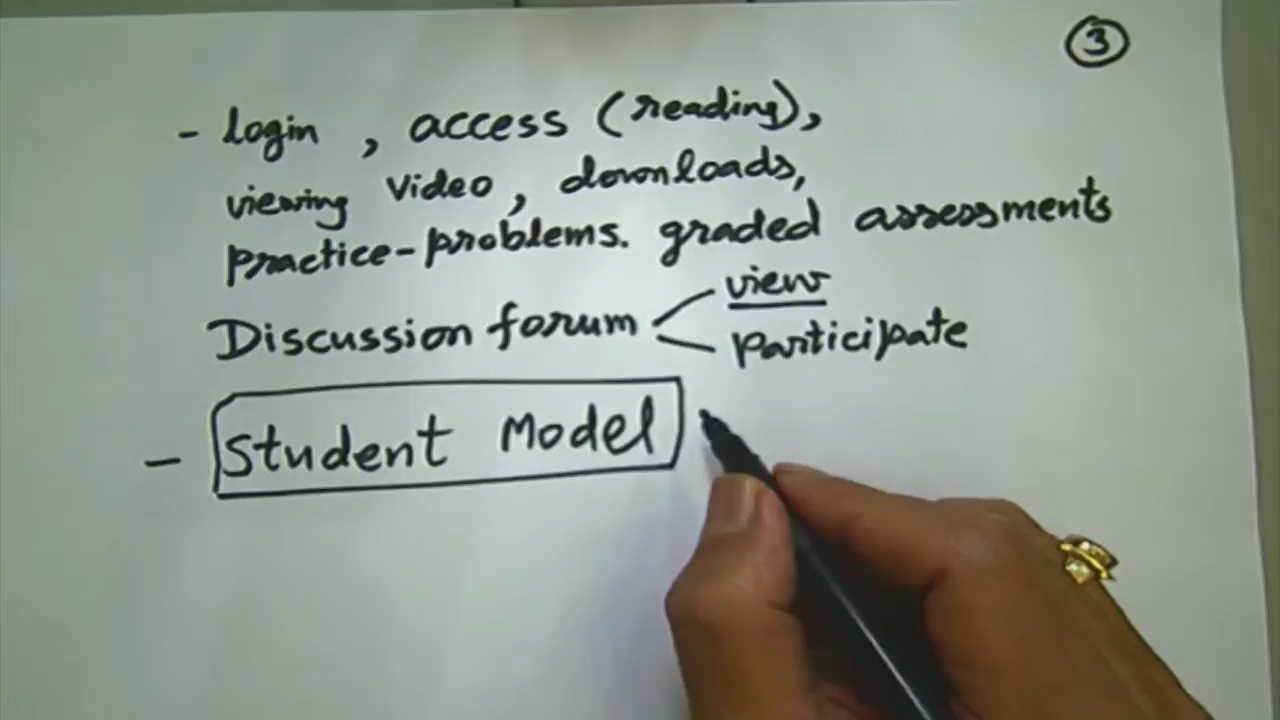 3
- login, access (reading),
viewing video, downloads,
practice-problems. graded assessments
Discussion forum < view
participate
- Student Model